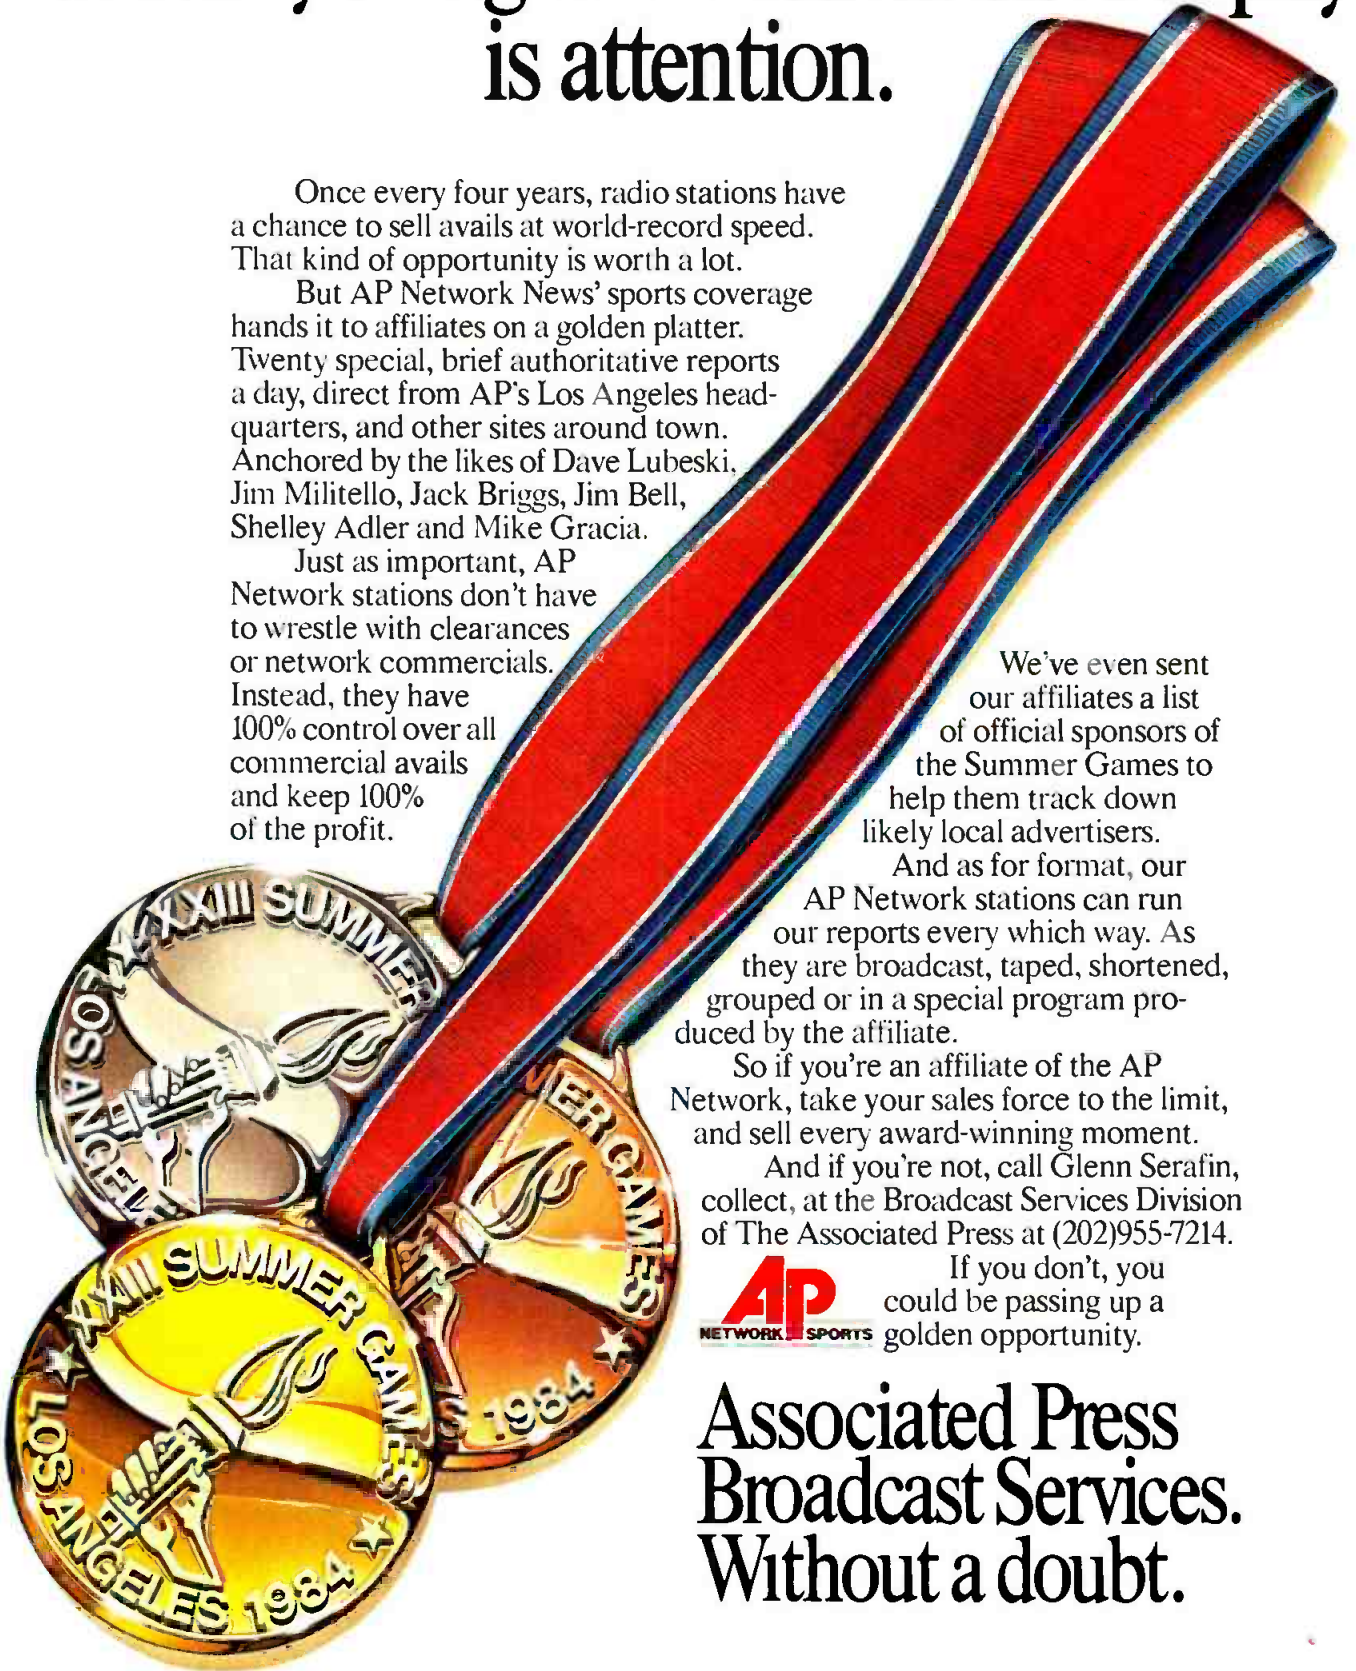 is attention.
Once every four years, radio stations have
a chance to sell avails at world-record speed.
That kind of opportunity is worth a lot.
But AP Network News' sports coverage
hands it to affiliates on a golden platter.
Twenty special, brief authoritative reports
a day, direct from AP's Los Angeles head-
quarters, and other sites around town.
Anchored by the likes of Dave Lubeski,
Jim Militello, Jack Briggs, Jim Bell,
Shelley Adler and Mike Gracia.
Just as important, AP
Network stations don't have
to wrestle with clearances
or network commercials.
Instead, they have
100% control over all
commercial avails
and keep 100%
of the profit.
We've even sent
our affiliates a list
of official sponsors of
the Summer Games to
help them track down
likely local advertisers.
And as for format, our
AP Network stations can run
our reports every which way. As
they are broadcast, taped, shortened,
grouped or in a special program pro-
duced by the affiliate.
So if you're an affiliate of the AP
Network, take your sales force to the limit,
and sell every award-winning moment.
And if you're not, call Glenn Serafin,
collect, at the Broadcast Services Division
of The Associated Press at (202)955-7214.
If you don't, you
could be passing up a
golden opportunity.
AP
NETWORK SPORTS
Associated Press
Broadcast Services.
Without a doubt.
XXIII SUMMER
LOS ANGELE
MER GAMES
S 1984
XXIII SUMMER GAMES
LOS ANGELES 1984